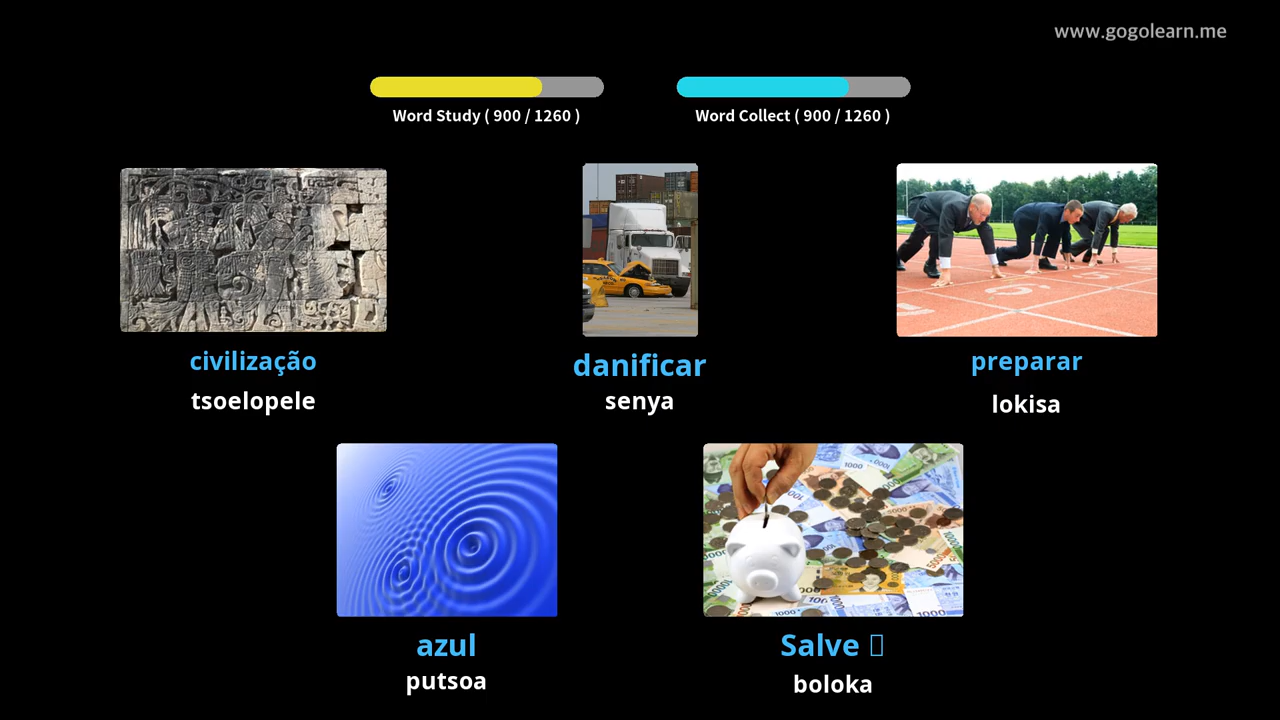 www.gogolearn.me
Word Study ( 900 / 1260 )
Word Collect ( 900 / 1260 )
civilização
danificar
preparar
tsoelopele
senya
lokisa
azul
Salve
putsoa
boloka